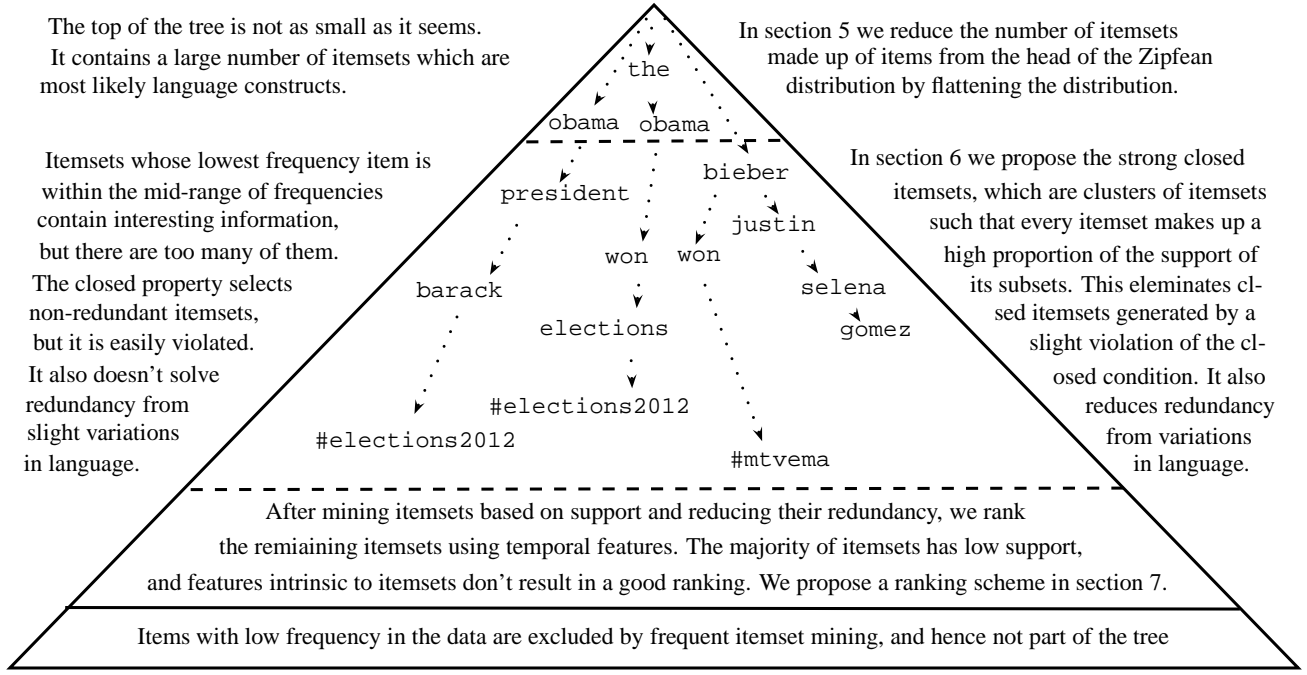 The top of the tree is not as small as it seems.
It contains a large number of itemsets which are
most likely language constructs.
In section 5 we reduce the number of itemsets
made up of items from the head of the Zipfean
distribution by flattening the distribution.
the
obama
obama
Itemsets whose lowest frequency item is
within the mid-range of frequencies
contain interesting information,
but there are too many of them.
The closed property selects
non-redundant itemsets,
but it is easily violated.
It also doesn't solve
redundancy from
slight variations
in language.
president
bieber
justin
won
won
barack
selena
elections
gomez
#elections2012
#elections2012
#mtvema
In section 6 we propose the strong closed
itemsets, which are clusters of itemsets
such that every itemset makes up a
high proportion of the support of
its subsets. This eleminates cl-
sed itemsets generated by a
slight violation of the cl-
osed condition. It also
reduces redundancy
from variations
in language.
After mining itemsets based on support and reducing their redundancy, we rank
the remiaining itemsets using temporal features. The majority of itemsets has low support,
and features intrinsic to itemsets don't result in a good ranking. We propose a ranking scheme in section 7.
Items with low frequency in the data are excluded by frequent itemset mining, and hence not part of the tree